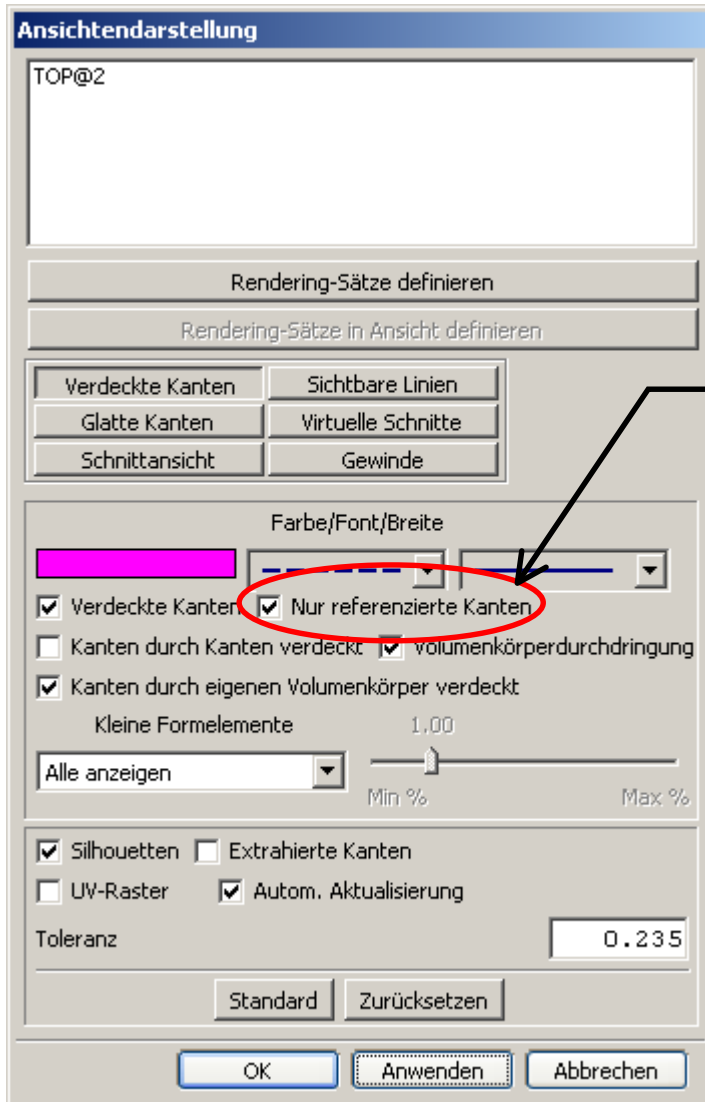 Ansichtendarstellung
TOP@2
Rendering-Sätze definieren
Rendering-Sätze in Ansicht definieren
Verdeckte Kanten Sichtbare Linien
Glatte Kanten Virtuelle Schnitte
Schnittansicht Gewinde
Farbe/Font/Breite
Verdeckte Kanten Nur referenzierte Kanten
Kanten durch Kanten verdeckt Volumenkörperdurchdringung
Kanten durch eigenen Volumenkörper verdeckt
Kleine Formelemente 1.00
Alle anzeigen
Min % Max %
Silhouetten Extrahierte Kanten
UV-Raster Autom. Aktualisierung
Toleranz 0.235
Standard Zurücksetzen
OK Anwenden Abbrechen